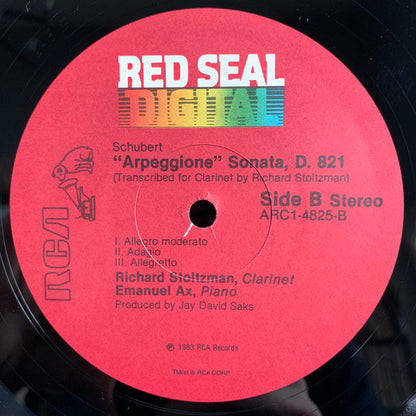 RED SEAL
DIGITAL
Schubert
"Arpeggione" Sonata, D. 821
(Transcribed for Clarinet by Richard Stoltzman)
Side B Stereo
ARC1-4825-B
RCA
I. Allegro moderato
II. Adagio
III. Allegretto
Richard Stoltzman, Clarinet
Emanuel Ax, Piano
Produced by Jay David Saks
℗ 1983 RCA Records
TM(s) ® RCA CORP.